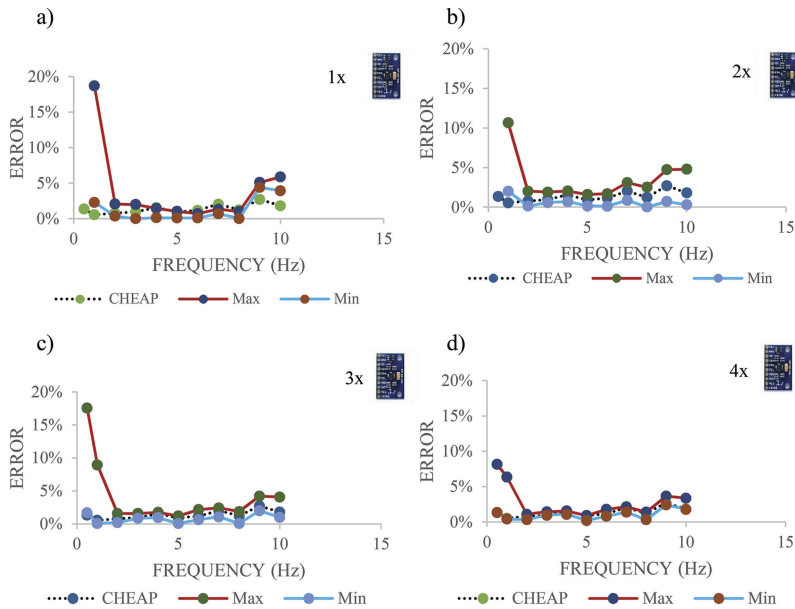 a)
1x
20%
15%
10%
5%
0%
ERROR
0
5
10
15
FREQUENCY (Hz)
CHEAP
Max
Min
b)
2x
20%
15%
10%
5%
0%
ERROR
0
5
10
15
FREQUENCY (Hz)
CHEAP
Max
Min
c)
3x
20%
15%
10%
5%
0%
ERROR
0
5
10
15
FREQUENCY (Hz)
CHEAP
Max
Min
d)
4x
20%
15%
10%
5%
0%
ERROR
0
5
10
15
FREQUENCY (Hz)
CHEAP
Max
Min